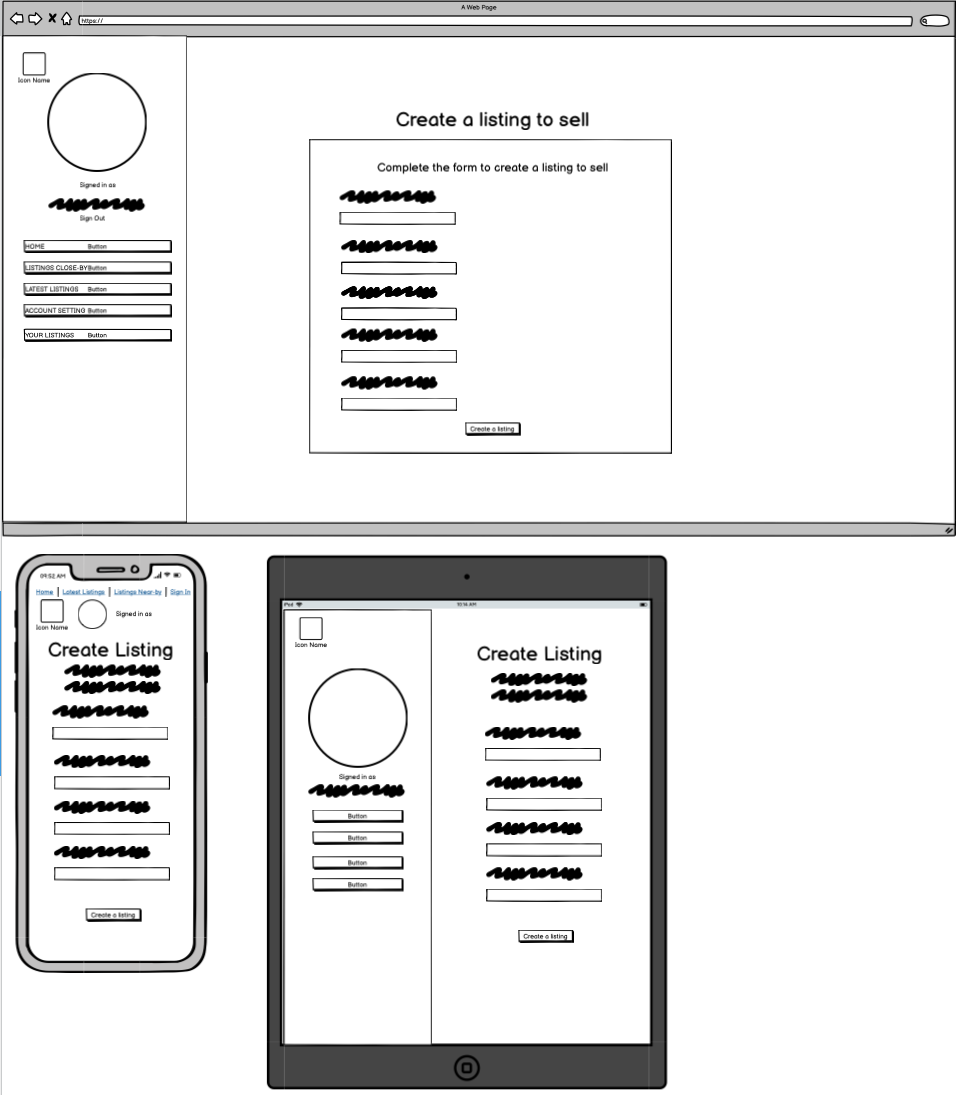 A Web Page
https://
Icon Name
Signed in as
Sign Out
HOME Button
LISTINGS CLOSE-BY Button
LATEST LISTINGS Button
ACCOUNT SETTING Button
YOUR LISTINGS Button
Create a listing to sell
Complete the form to create a listing to sell
Create a listing
09:52 AM
Home | Latest Listings | Listings Near-by | Sign In
Icon Name
Signed in as
Create Listing
Create a listing
iPad
10:14 AM
Icon Name
Signed in as
Button
Button
Button
Button
Create Listing
Create a listing